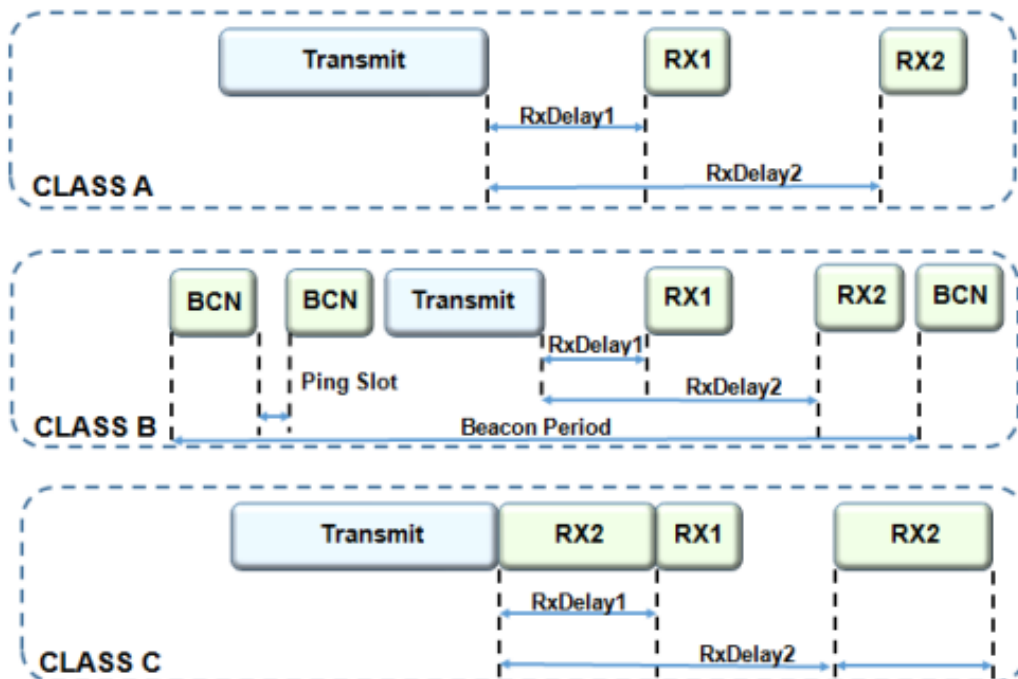 Transmit RX1 RX2
RxDelay1
RxDelay2
CLASS A
BCN BCN Transmit RX1 RX2 BCN
RxDelay1
Ping Slot RxDelay2
CLASS B Beacon Period
Transmit RX2 RX1 RX2
RxDelay1
RxDelay2
CLASS C